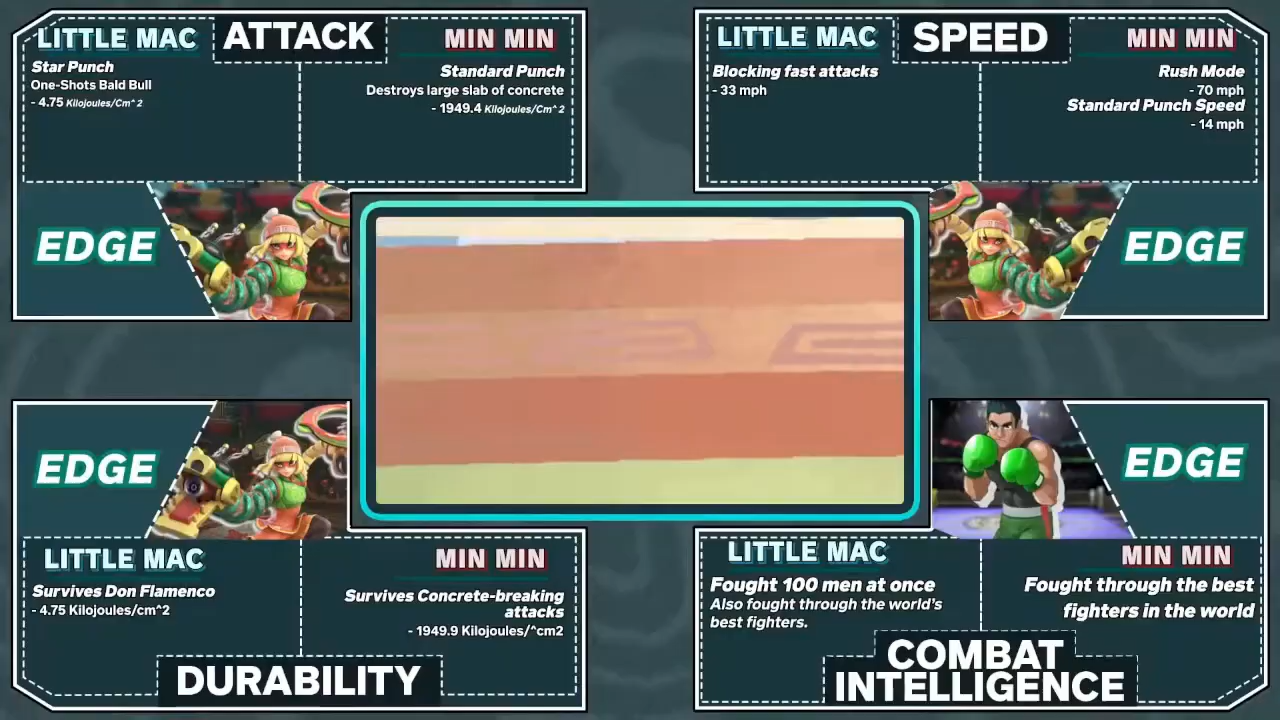 LITTLE MAC
ATTACK
MIN MIN
Star Punch
One-Shots Bald Bull
- 4.75 Kilojoules/Cm^ 2
Standard Punch
Destroys large slab of concrete
- 1949.4 Kilojoules/Cm^ 2
EDGE
LITTLE MAC
SPEED
MIN MIN
Blocking fast attacks
- 33 mph
Rush Mode
- 70 mph
Standard Punch Speed
- 14 mph
EDGE
EDGE
LITTLE MAC
MIN MIN
Survives Don Flamenco
- 4.75 Kilojoules/cm^2
Survives Concrete-breaking
attacks
- 1949.9 Kilojoules/^cm2
DURABILITY
EDGE
LITTLE MAC
MIN MIN
Fought 100 men at once
Also fought through the world's
best fighters.
Fought through the best
fighters in the world
COMBAT
INTELLIGENCE